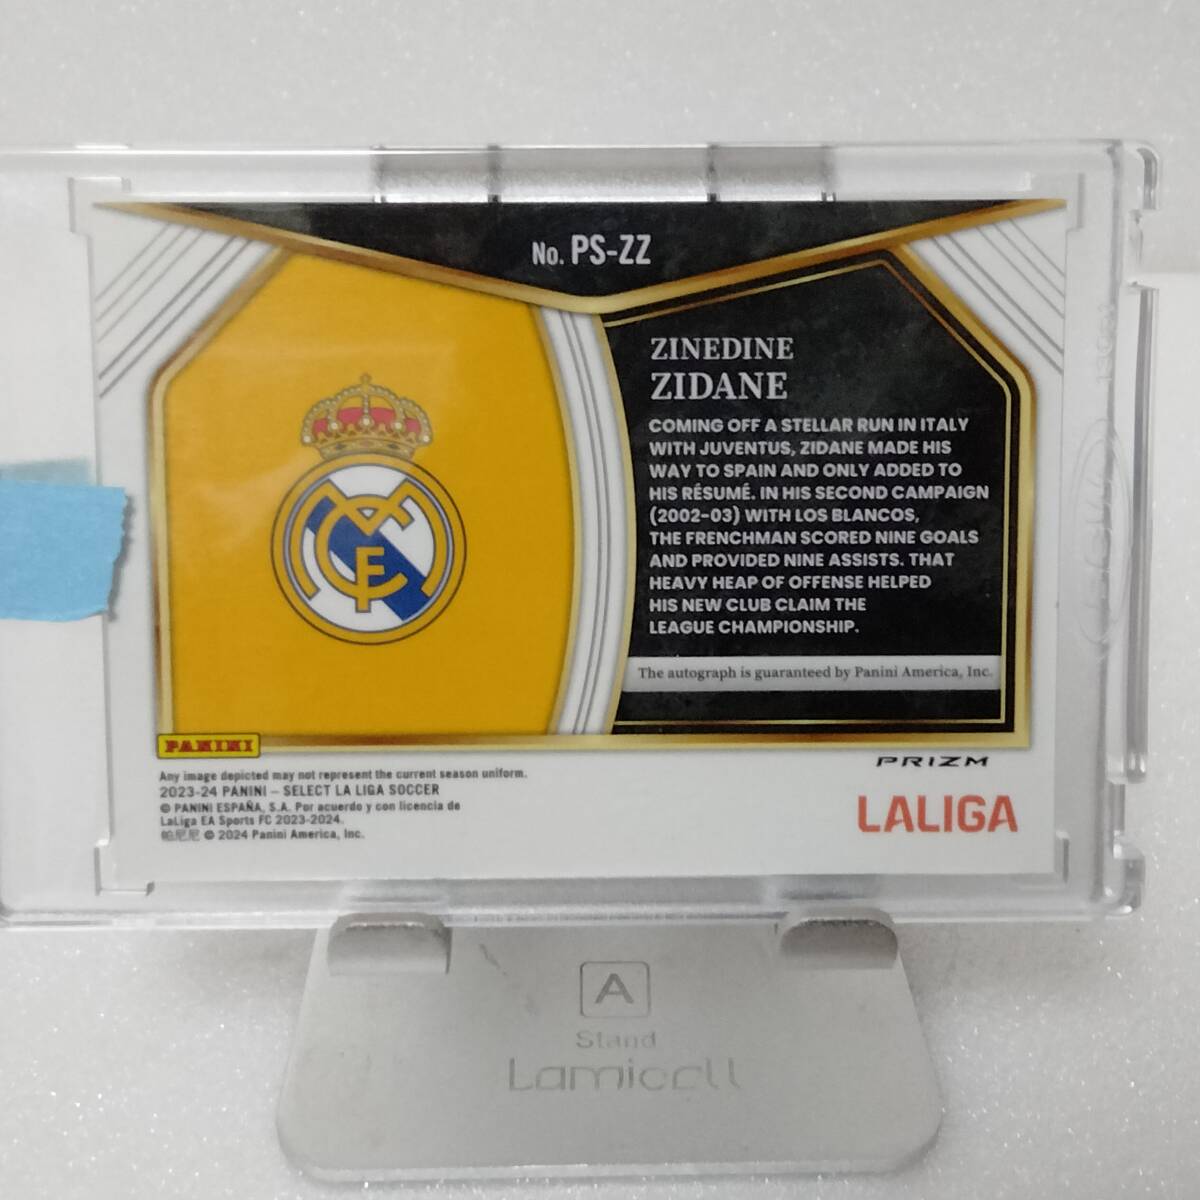 No. PS-ZZ
ZINEDINE
ZIDANE
COMING OFF A STELLAR RUN IN ITALY
WITH JUVENTUS, ZIDANE MADE HIS
WAY TO SPAIN AND ONLY ADDED TO
HIS RÉSUMÉ. IN HIS SECOND CAMPAIGN
(2002-03) WITH LOS BLANCOS,
THE FRENCHMAN SCORED NINE GOALS
AND PROVIDED NINE ASSISTS. THAT
HEAVY HEAP OF OFFENSE HELPED
HIS NEW CLUB CLAIM THE
LEAGUE CHAMPIONSHIP.
The autograph is guaranteed by Panini America, Inc.
PANINI
PRIZM
Any image depicted may not represent the current season uniform.
2023-24 PANINI – SELECT LA LIGA SOCCER
© PANINI ESPAÑA, S.A. Por acuerdo y con licencia de
LaLiga EA Sports FC 2023-2024.
帕尼尼 © 2024 Panini America, Inc.
LALIGA
A
Stand
Lamicall